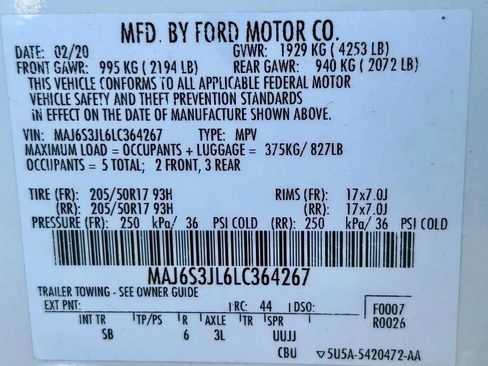 MFD. BY FORD MOTOR CO.
DATE: 02/20 GVWR: 1929 KG ( 4253 LB)
FRONT GAWR: 995 KG ( 2194 LB) REAR GAWR: 940 KG ( 2072 LB)
THIS VEHICLE CONFORMS TO ALL APPLICABLE FEDERAL MOTOR
VEHICLE SAFETY AND THEFT PREVENTION STANDARDS
IN EFFECT ON THE DATE OF MANUFACTURE SHOWN ABOVE.
VIN: MAJ6S3JL6LC364267 TYPE: MPV
MAXIMUM LOAD = OCCUPANTS + LUGGAGE = 375KG/ 827LB
OCCUPANTS = 5 TOTAL; 2 FRONT, 3 REAR
TIRE (FR): 205/50R17 93H RIMS (FR): 17x7.0J
(RR): 205/50R17 93H (RR): 17x7.0J
PRESSURE (FR): 250 kPa/ 36 PSI COLD (RR): 250 kPa/ 36 PSI COLD
MAJ6S3JL6LC364267
TRAILER TOWING - SEE OWNER GUIDE
EXT PNT: RC: 44 DSO: F0007
R0026
INT TR TP/PS R AXLE TR SPR
SB 6 3L UUJJ
CBU ▽5U5A-5420472-AA